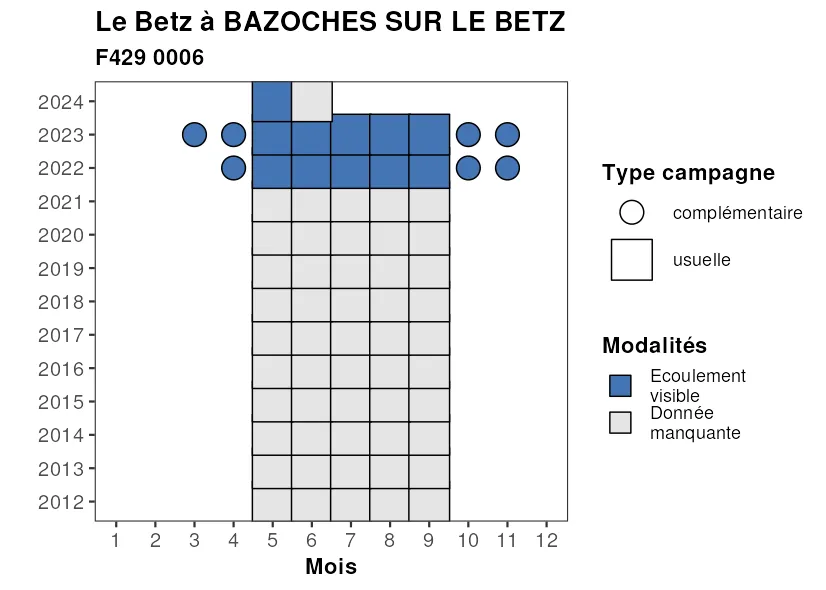 Le Betz à BAZOCHES SUR LE BETZ
F429 0006
2024
2023
2022
2021
2020
2019
2018
2017
2016
2015
2014
2013
2012
1 2 3 4 5 6 7 8 9 10 11 12
Mois
Type campagne
complémentaire
usuelle
Modalités
Ecoulement
visible
Donnée
manquante